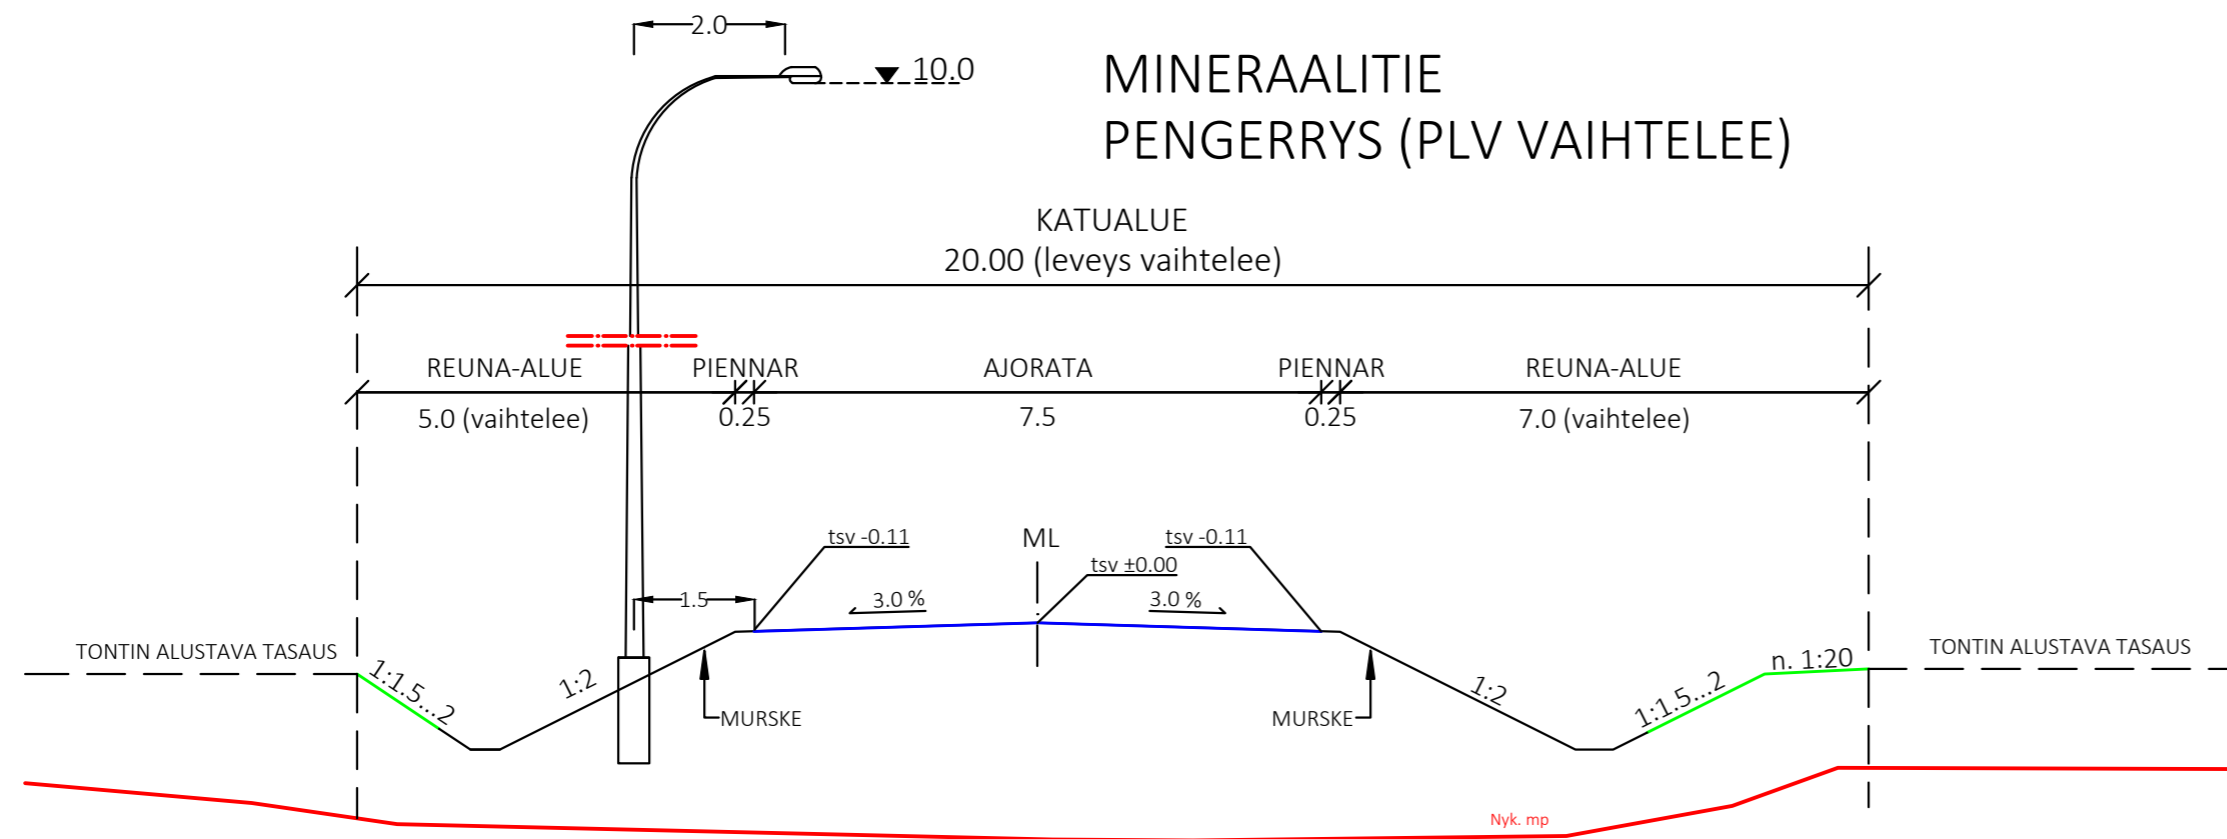 2.0
10.0
MINERAALITIE
PENGERRYS (PLV VAIHTELEE)
KATUALUE
20.00 (leveys vaihtelee)
REUNA-ALUE
PIENNAR
AJORATA
PIENNAR
REUNA-ALUE
5.0 (vaihtelee)
0.25
7.5
0.25
7.0 (vaihtelee)
tsv -0.11
ML
tsv -0.11
tsv ±0.00
1.5
3.0 %
3.0 %
TONTIN ALUSTAVA TASAUS
1:1.5...2
1:2
1:2
1:1.5...2
n. 1:20
TONTIN ALUSTAVA TASAUS
MURSKE
MURSKE
Nyk. mp